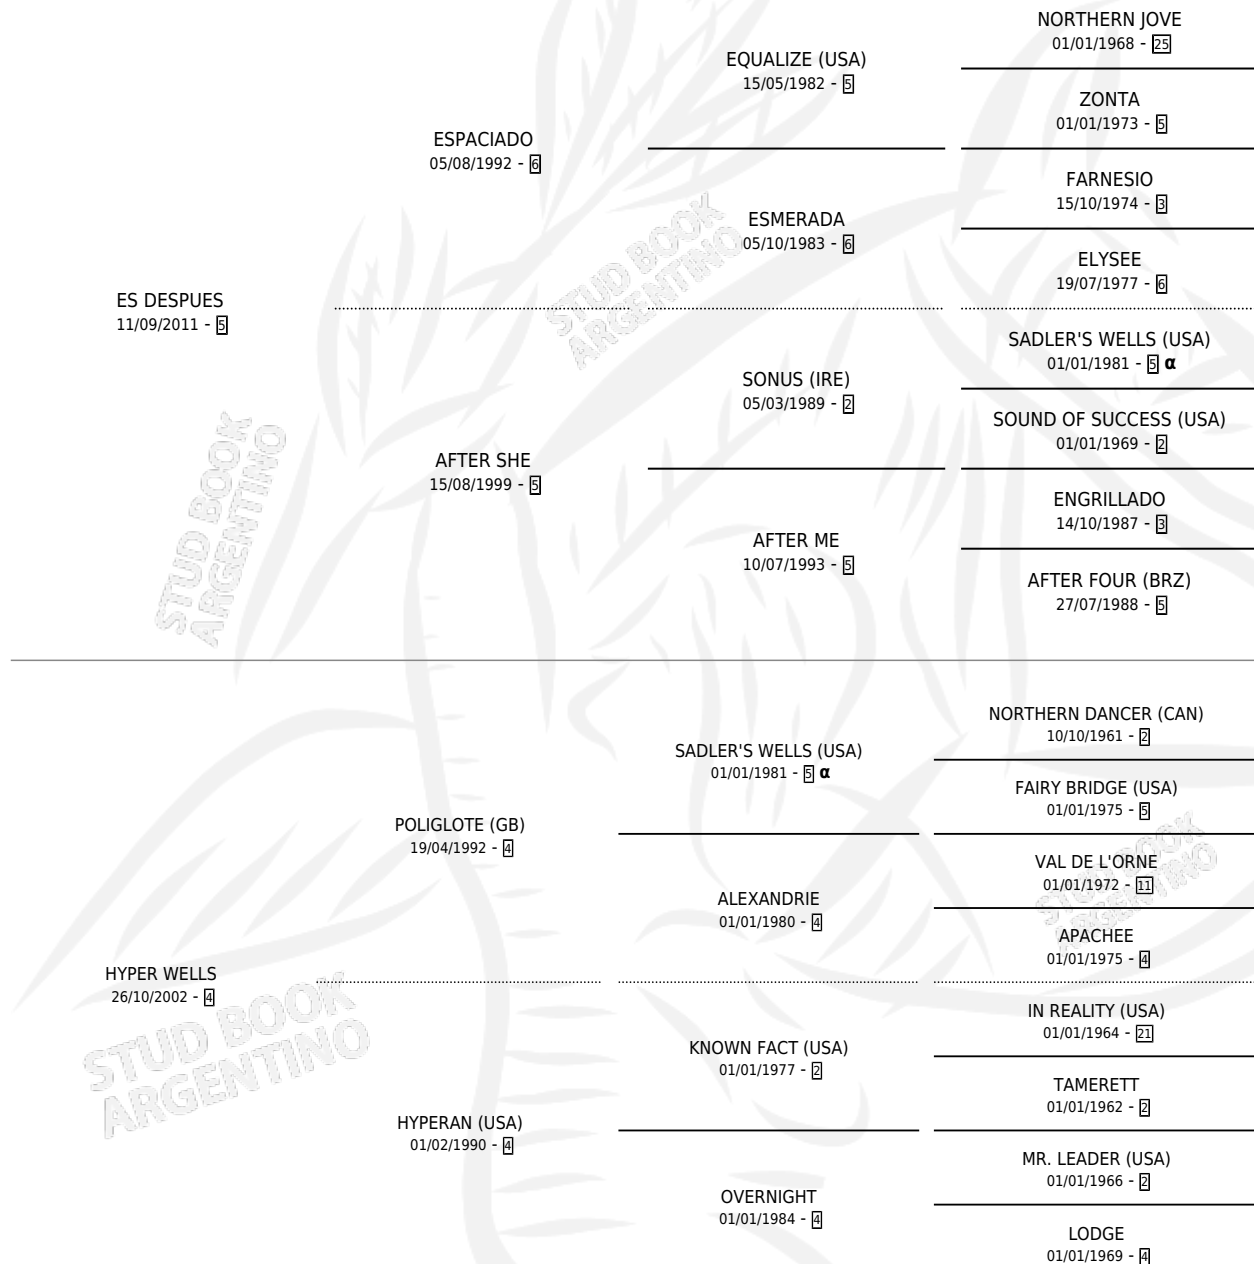 NORTHERN JOVE
01/01/1968 - 25
EQUALIZE (USA)
15/05/1982 - 5
ZONTA
01/01/1973 - 5
ESPACIADO
05/08/1992 - 6
FARNESIO
15/10/1974 - 3
ESMERADA
05/10/1983 - 6
ELYSEE
19/07/1977 - 6
ES DESPUES
11/09/2011 - 5
SADLER'S WELLS (USA)
01/01/1981 - 5 α
SONUS (IRE)
05/03/1989 - 2
SOUND OF SUCCESS (USA)
01/01/1969 - 2
AFTER SHE
15/08/1999 - 5
ENGRILLADO
14/10/1987 - 3
AFTER ME
10/07/1993 - 5
AFTER FOUR (BRZ)
27/07/1988 - 5
NORTHERN DANCER (CAN)
10/10/1961 - 2
SADLER'S WELLS (USA)
01/01/1981 - 5 α
FAIRY BRIDGE (USA)
01/01/1975 - 5
POLIGLOTE (GB)
19/04/1992 - 4
VAL DE L'ORNE
01/01/1972 - 11
ALEXANDRIE
01/01/1980 - 4
APACHEE
01/01/1975 - 4
HYPER WELLS
26/10/2002 - 4
IN REALITY (USA)
01/01/1964 - 21
KNOWN FACT (USA)
01/01/1977 - 2
TAMERETT
01/01/1962 - 2
HYPERAN (USA)
01/02/1990 - 4
MR. LEADER (USA)
01/01/1966 - 2
OVERNIGHT
01/01/1984 - 4
LODGE
01/01/1969 - 4
STUD BOOK
ARGENTINO
STUD BOOK
ARGENTINO
STUD BOOK
ARGENTINO
STUD BOOK
ARGENTINO